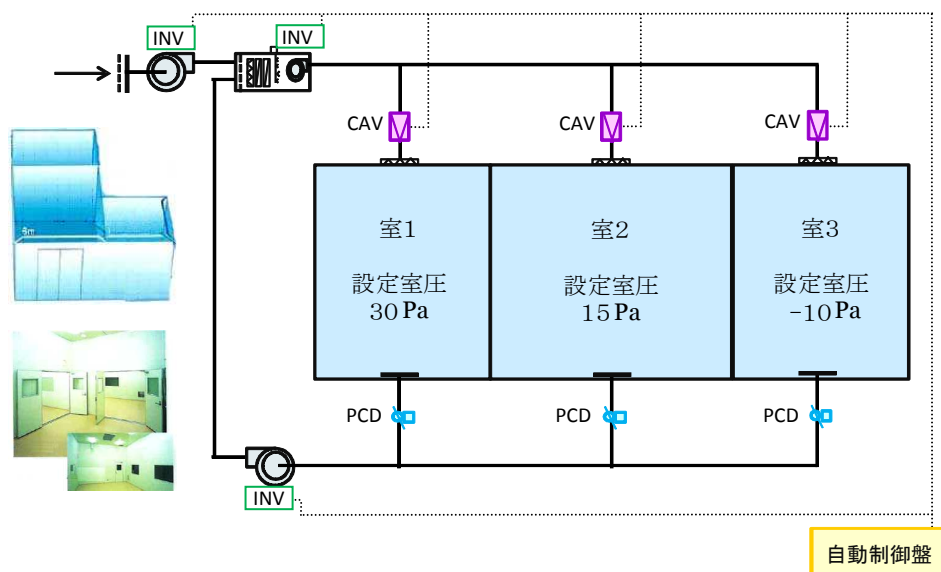 INV
INV
CAV
CAV
CAV
6m
室1
設定室圧
30Pa
室2
設定室圧
15Pa
室3
設定室圧
-10Pa
PCD
PCD
PCD
INV
自動制御盤